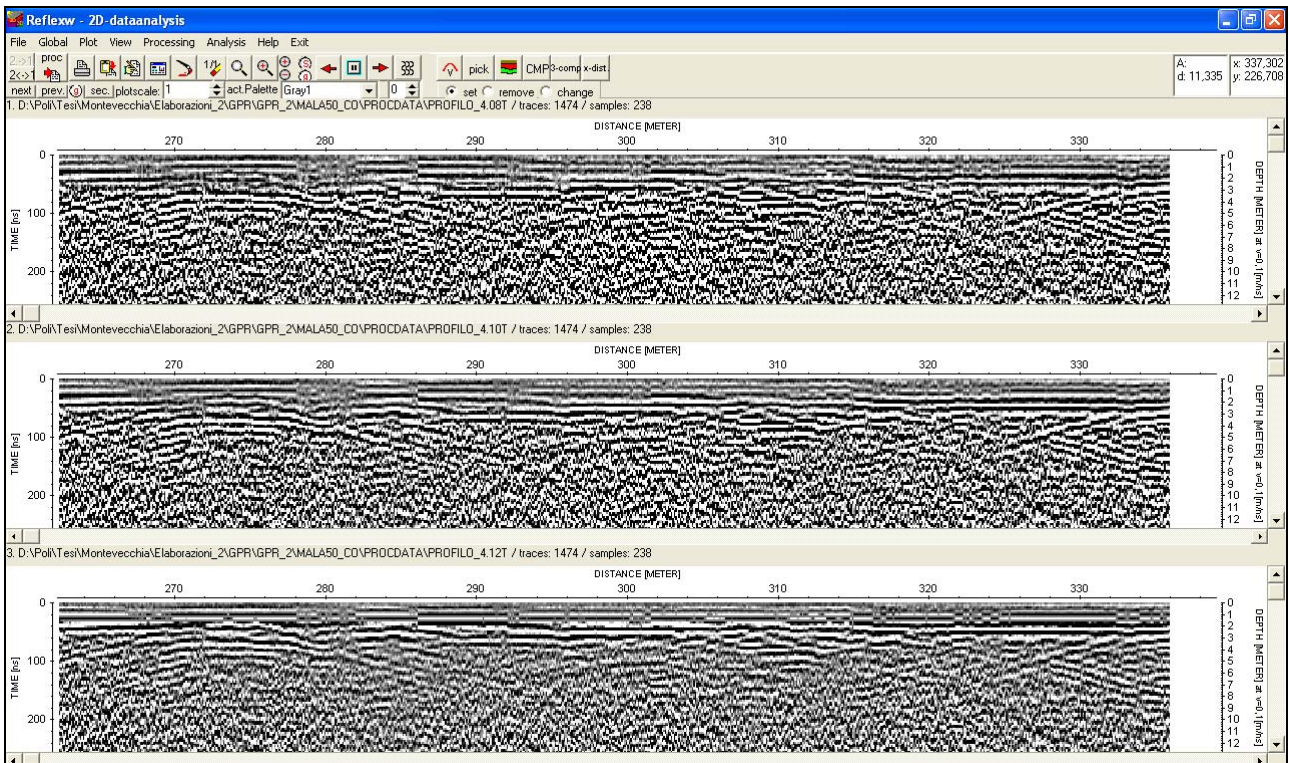 Reflexw - 2D-dataanalysis
File Global Plot View Processing Analysis Help Exit
2->1 proc 1/f CMP 3-comp x-dist. pick A: x: 337,302
2<->1 d: 11,335 y: 226,708
next prev. (g) sec. plotscale: 1 act.Palette Gray1 0 set remove change
1. D:\Poli\Tesi\Montevecchia\Elaborazioni_2\GPR\GPR_2\MALA50_CO\PROCDATA\PROFILO_4.08T / traces: 1474 / samples: 238
DISTANCE [METER]
270 280 290 300 310 320 330
0
100
200
TIME [ns]
0
1
2
3
4
5
6
7
8
9
10
11
12
DEPTH [METER] at v=0.1[m/ns]
2. D:\Poli\Tesi\Montevecchia\Elaborazioni_2\GPR\GPR_2\MALA50_CO\PROCDATA\PROFILO_4.10T / traces: 1474 / samples: 238
DISTANCE [METER]
270 280 290 300 310 320 330
0
100
200
TIME [ns]
0
1
2
3
4
5
6
7
8
9
10
11
12
DEPTH [METER] at v=0.1[m/ns]
3. D:\Poli\Tesi\Montevecchia\Elaborazioni_2\GPR\GPR_2\MALA50_CO\PROCDATA\PROFILO_4.12T / traces: 1474 / samples: 238
DISTANCE [METER]
270 280 290 300 310 320 330
0
100
200
TIME [ns]
0
1
2
3
4
5
6
7
8
9
10
11
12
DEPTH [METER] at v=0.1[m/ns]